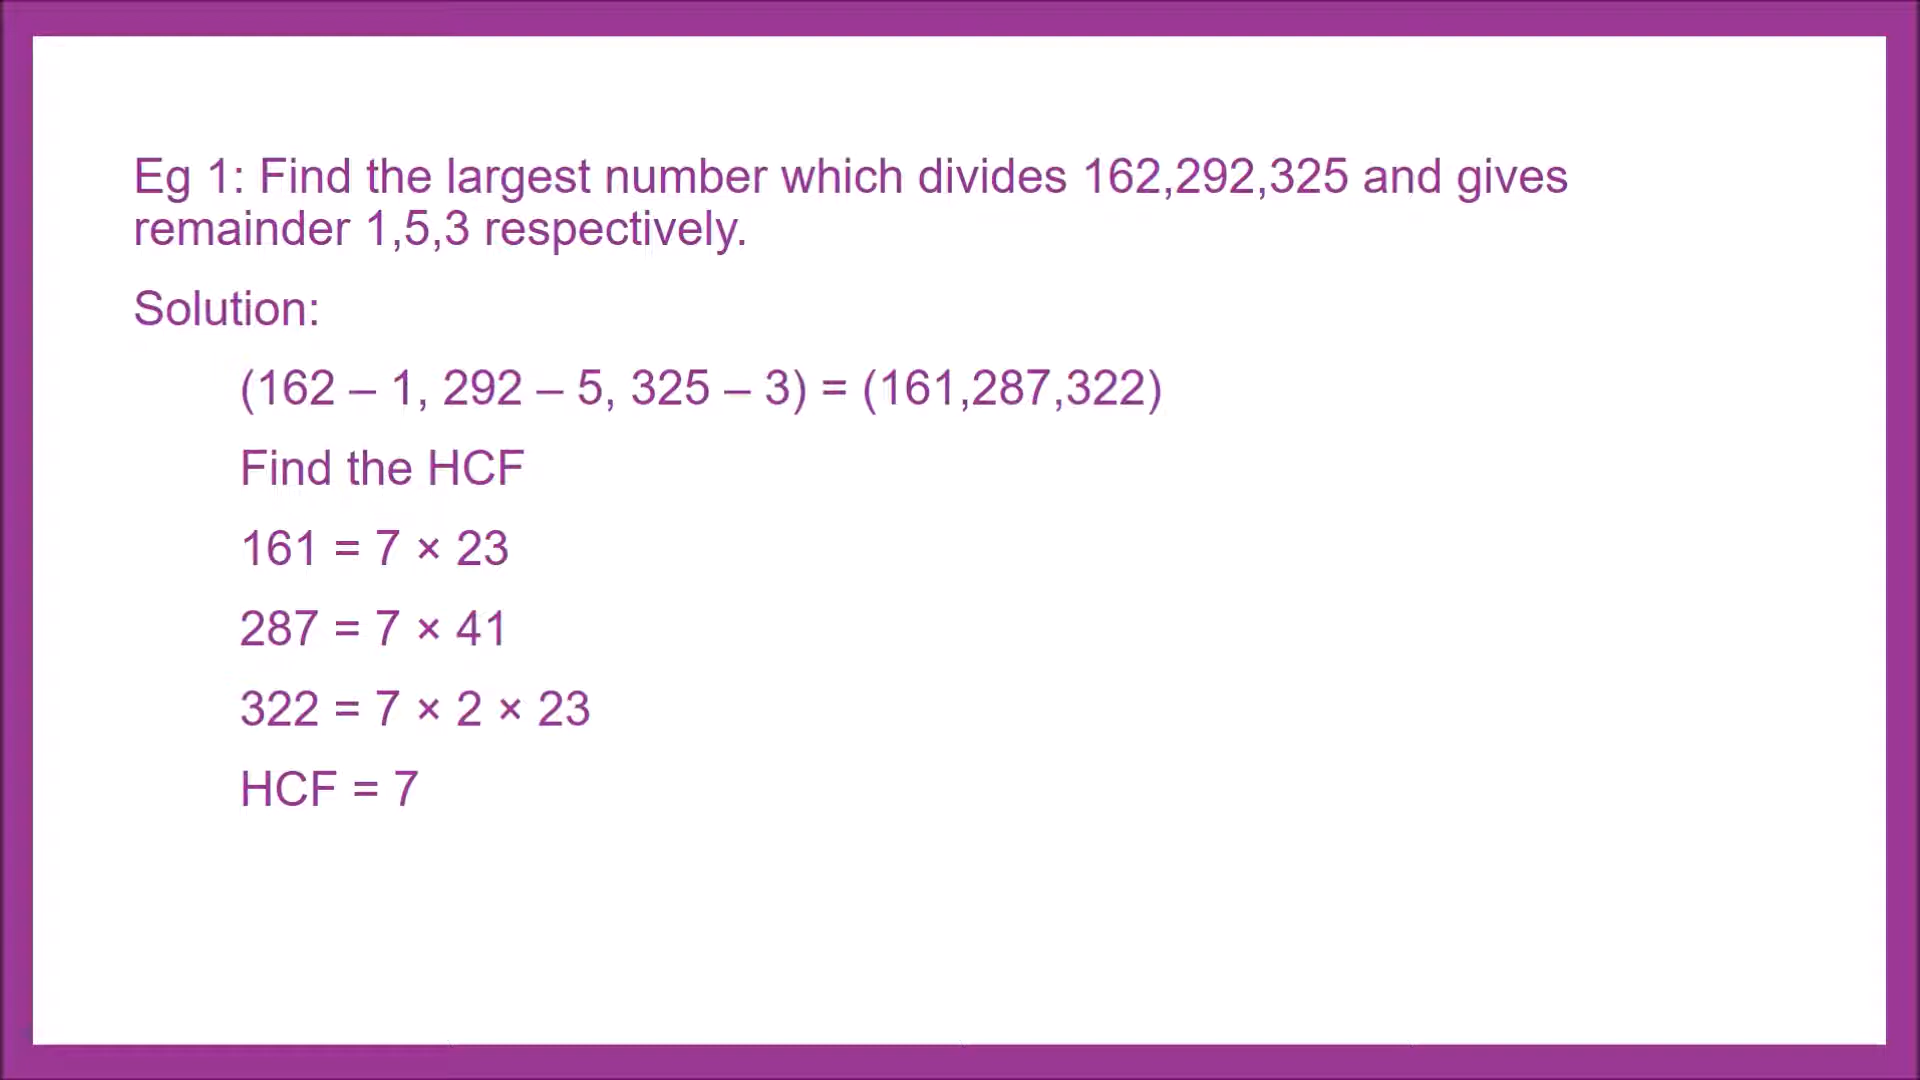 Eg 1: Find the largest number which divides 162,292,325 and gives
remainder 1,5,3 respectively.
Solution:
(162 – 1, 292 – 5, 325 – 3) = (161,287,322)
Find the HCF
161 = 7 × 23
287 = 7 × 41
322 = 7 × 2 × 23
HCF = 7